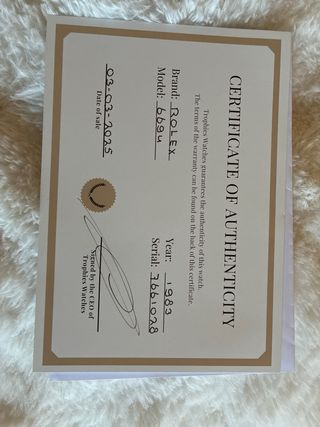 CERTIFICATE OF AUTHENTICITY
Trophies Watches guarantees the authenticity of this watch.
The terms of the warranty can be found on the back of this certificate.
Brand: ROLEX
Year: 1983
Model: 6694
Serial: 7661028
03-03-2025
Date of sale
Signed by the CEO of
Trophies Watches